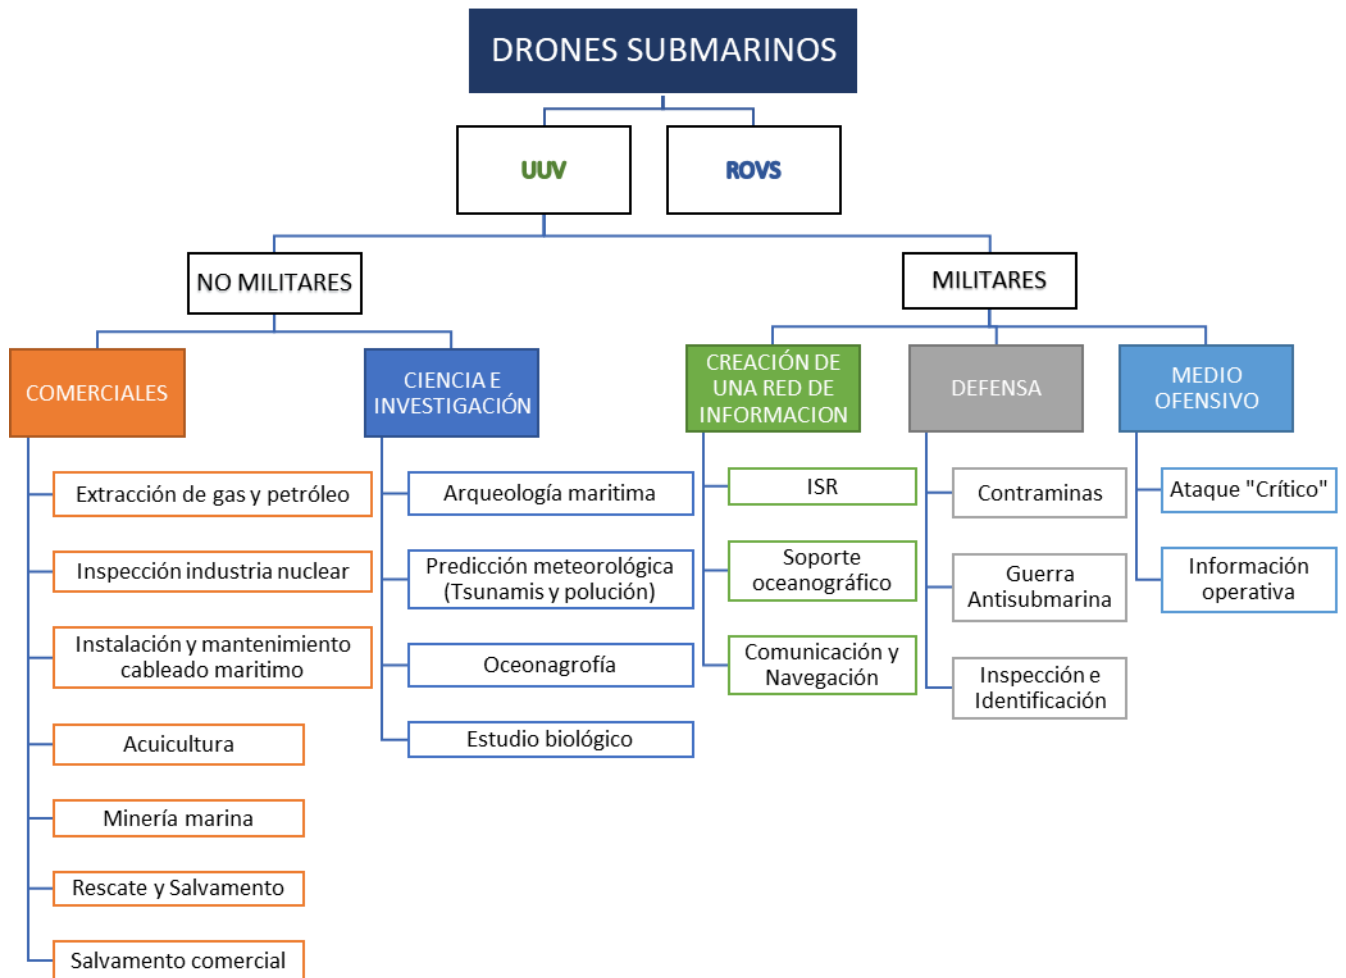 DRONES SUBMARINOS
UUV
ROVS
NO MILITARES
MILITARES
COMERCIALES
CIENCIA E
INVESTIGACIÓN
CREACIÓN DE
UNA RED DE
INFORMACION
DEFENSA
MEDIO
OFENSIVO
Extracción de gas y petróleo
Inspección industria nuclear
Instalación y mantenimiento
cableado maritimo
Acuicultura
Minería marina
Rescate y Salvamento
Salvamento comercial
Arqueología maritima
Predicción meteorológica
(Tsunamis y polución)
Oceonagrofía
Estudio biológico
ISR
Soporte
oceanográfico
Comunicación y
Navegación
Contraminas
Guerra
Antisubmarina
Inspección e
Identificación
Ataque "Crítico"
Información
operativa